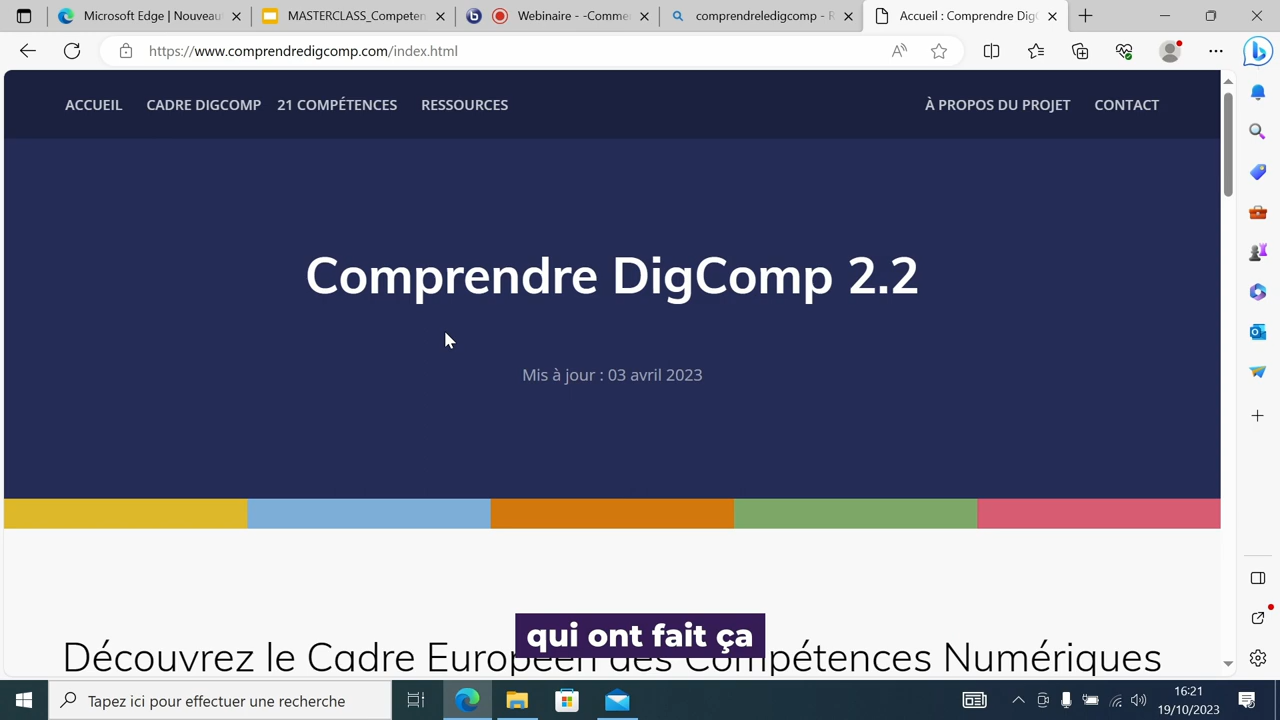 Microsoft Edge | Nouveau
MASTERCLASS_Competen
Webinaire - -Comme
comprendredigcomp - R
Accueil : Comprendre Dig
https://www.comprendredigcomp.com/index.html
ACCUEIL CADRE DIGCOMP 21 COMPÉTENCES RESSOURCES À PROPOS DU PROJET CONTACT
Comprendre DigComp 2.2
Mis à jour : 03 avril 2023
qui ont fait ça
Découvrez le Cadre Européen des Compétences Numériques
Tapez ici pour effectuer une recherche
16:21
19/10/2023